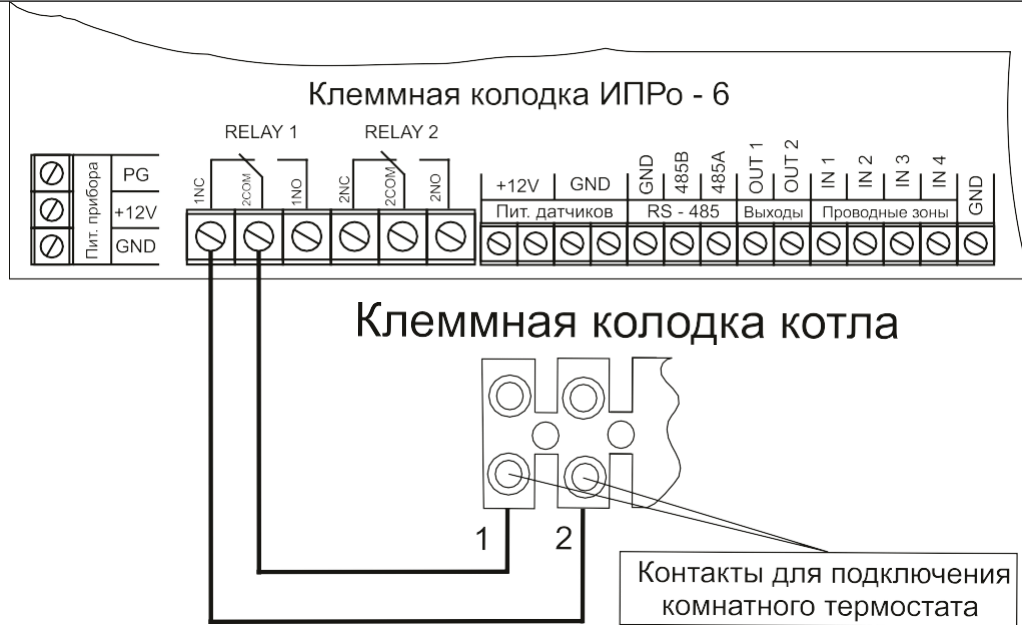 Клеммная колодка ИПРо - 6
RELAY 1
RELAY 2
Пит. прибора
PG
+12V
GND
1NC
2COM
1NO
2NC
2COM
2NO
+12V
GND
GND
485B
485A
OUT 1
OUT 2
IN 1
IN 2
IN 3
IN 4
GND
Пит. датчиков
RS - 485
Выходы
Проводные зоны
Клеммная колодка котла
1
2
Контакты для подключения
комнатного термостата